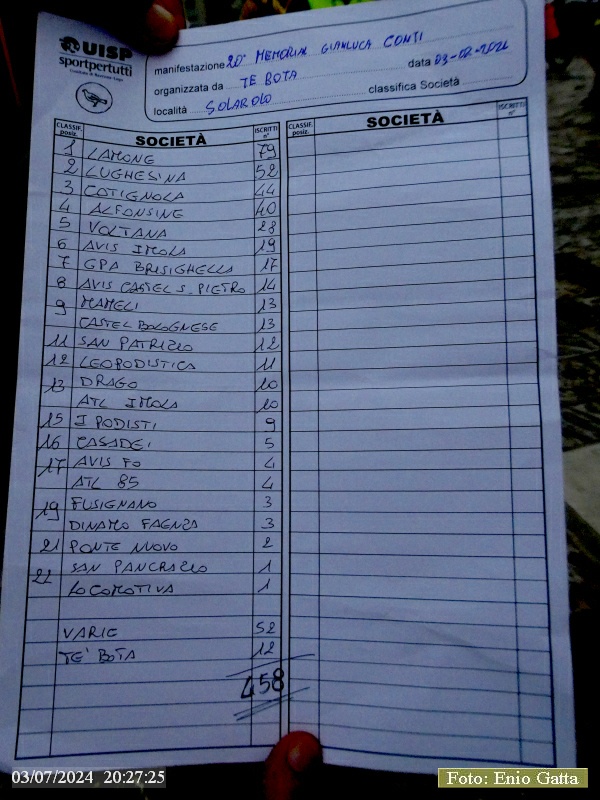 UISP
sportpertutti
manifestazione 20° MEMORIAL GIANLUCA CONTI
organizzata da TE BOTA data 03-07-2024
località SOLAROLO classifica Società
CLASSIF. posiz. SOCIETÀ ISCRITTI n°
CLASSIF. posiz. SOCIETÀ ISCRITTI n°
1 LAMONE 79
2 LUGHESINA 52
3 COTIGNOLA 44
4 ALFONSINE 40
5 VOLTANA 28
6 AVIS IMOLA 19
7 GPA BRISIGHELLA 17
8 AVIS CASTEL S. PIETRO 14
9 MAMELI 13
CASTEL BOLOGNESE 13
11 SAN PATRIZIO 12
12 LEOPODISTICA 11
13 DRAGO 10
ATL IMOLA 10
15 I PODISTI 9
16 CASADEI 5
17 AVIS FO 4
ATL 85 4
19 FUSIGNANO 3
DINAMO FAENZA 3
21 PONTE NUOVO 2
22 SAN PANCRAZIO 1
LOCOMOTIVA 1
VARIE 52
TE' BOTA 12
458
03/07/2024 20:27:25
Foto: Enio Gatta